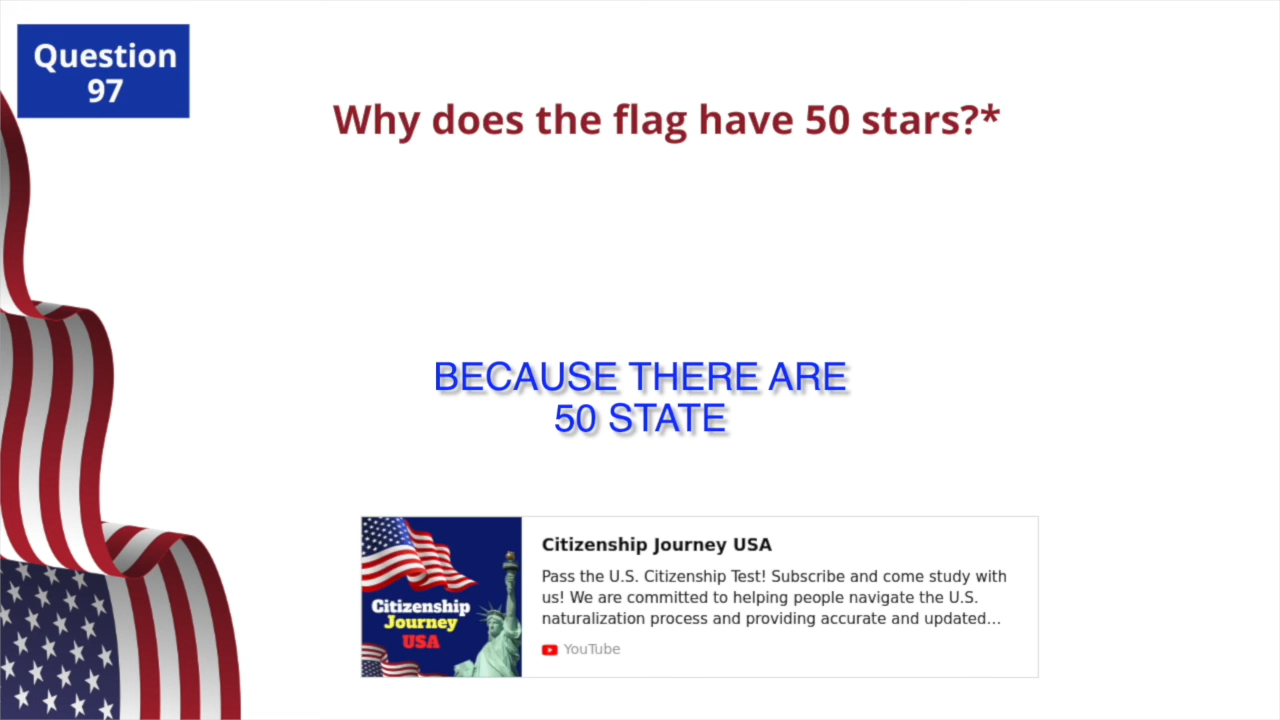 Question
97
Why does the flag have 50 stars?*
BECAUSE THERE ARE
50 STATE
Citizenship
Journey
USA
Citizenship Journey USA
Pass the U.S. Citizenship Test! Subscribe and come study with
us! We are committed to helping people navigate the U.S.
naturalization process and providing accurate and updated...
YouTube